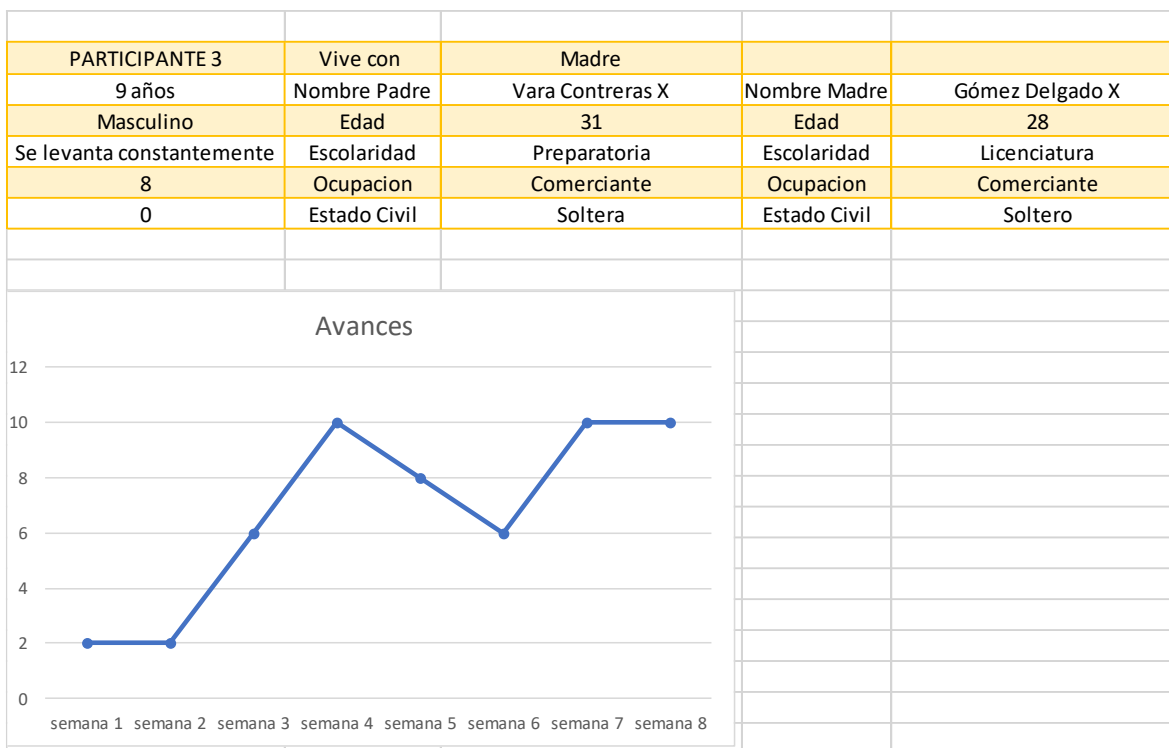 PARTICIPANTE 3 Vive con Madre
9 años Nombre Padre Vara Contreras X Nombre Madre Gómez Delgado X
Masculino Edad 31 Edad 28
Se levanta constantemente Escolaridad Preparatoria Escolaridad Licenciatura
8 Ocupacion Comerciante Ocupacion Comerciante
0 Estado Civil Soltera Estado Civil Soltero
Avances
12
10
8
6
4
2
0
semana 1 semana 2 semana 3 semana 4 semana 5 semana 6 semana 7 semana 8